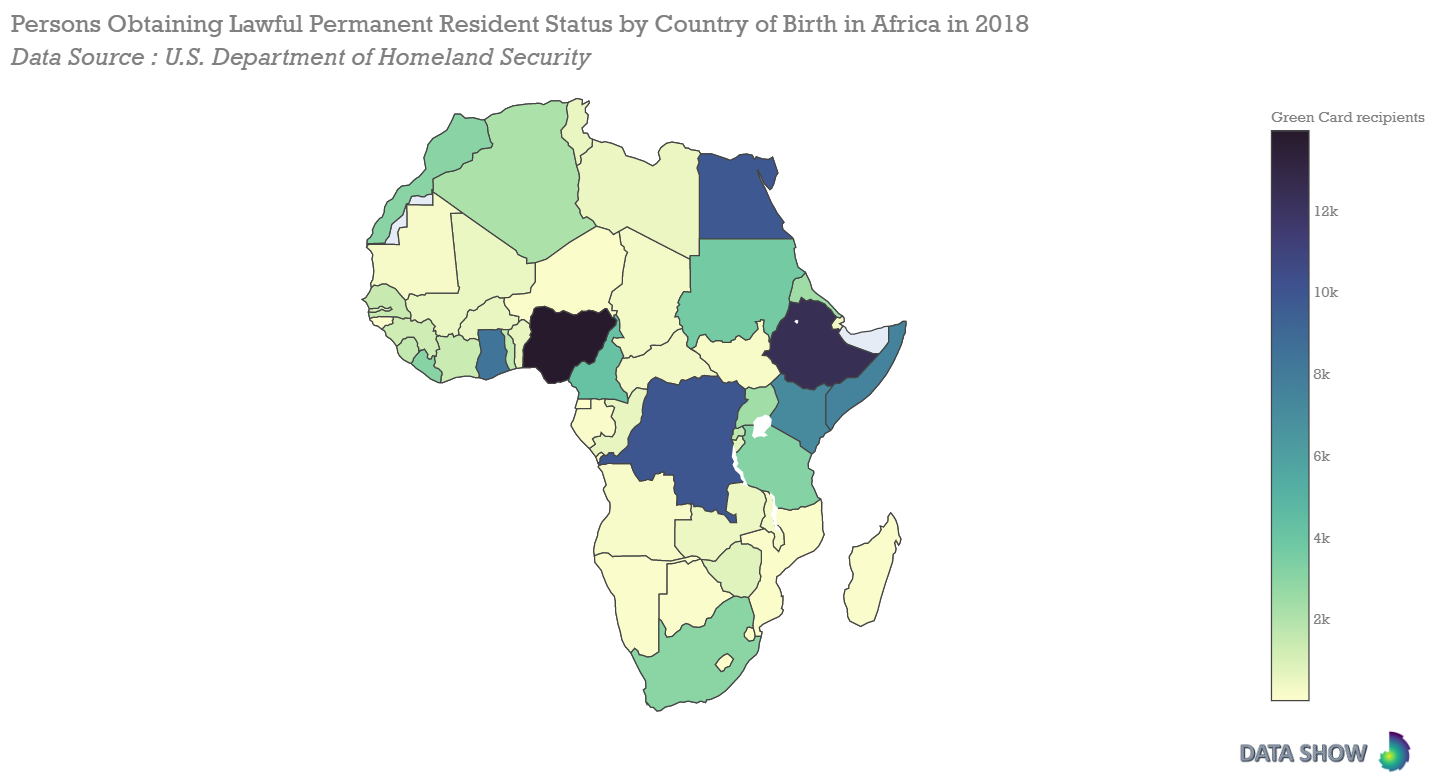 Persons Obtaining Lawful Permanent Resident Status by Country of Birth in Africa in 2018
Data Source : U.S. Department of Homeland Security
Green Card recipients
12k
10k
8k
6k
4k
2k
DATA SHOW